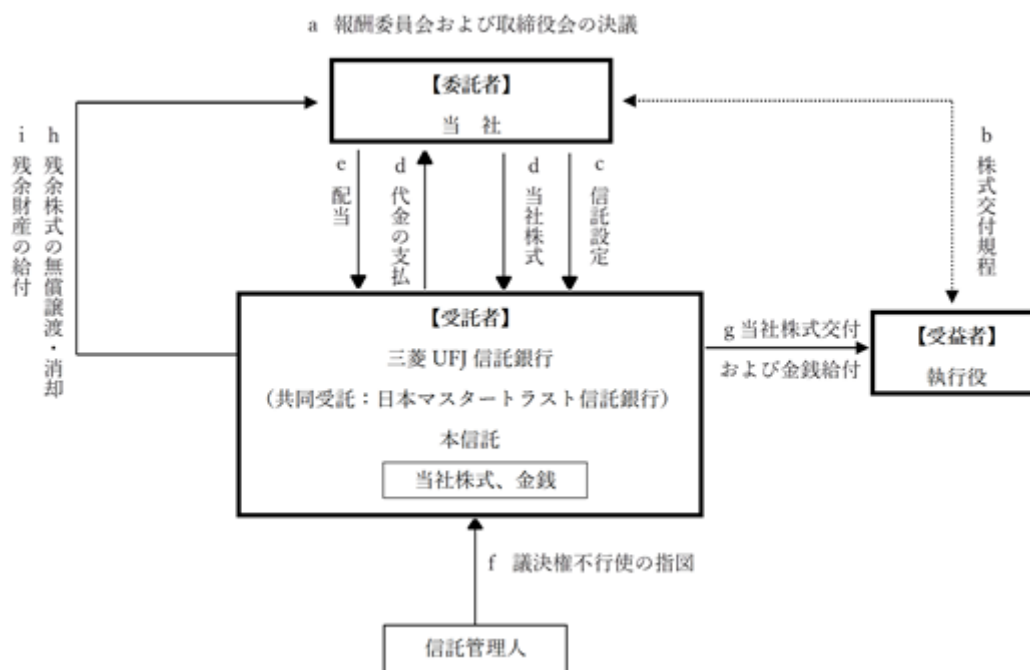 a 報酬委員会および取締役会の決議
【委託者】
当 社
i 残余財産の給付
h 残余株式の無償譲渡・消却
e 配当
d 代金の支払
d 当社株式
c 信託設定
b 株式交付規程
【受託者】
三菱 UFJ 信託銀行
(共同受託:日本マスタートラスト信託銀行)
本信託
当社株式、金銭
g 当社株式交付
および金銭給付
【受益者】
執行役
f 議決権不行使の指図
信託管理人